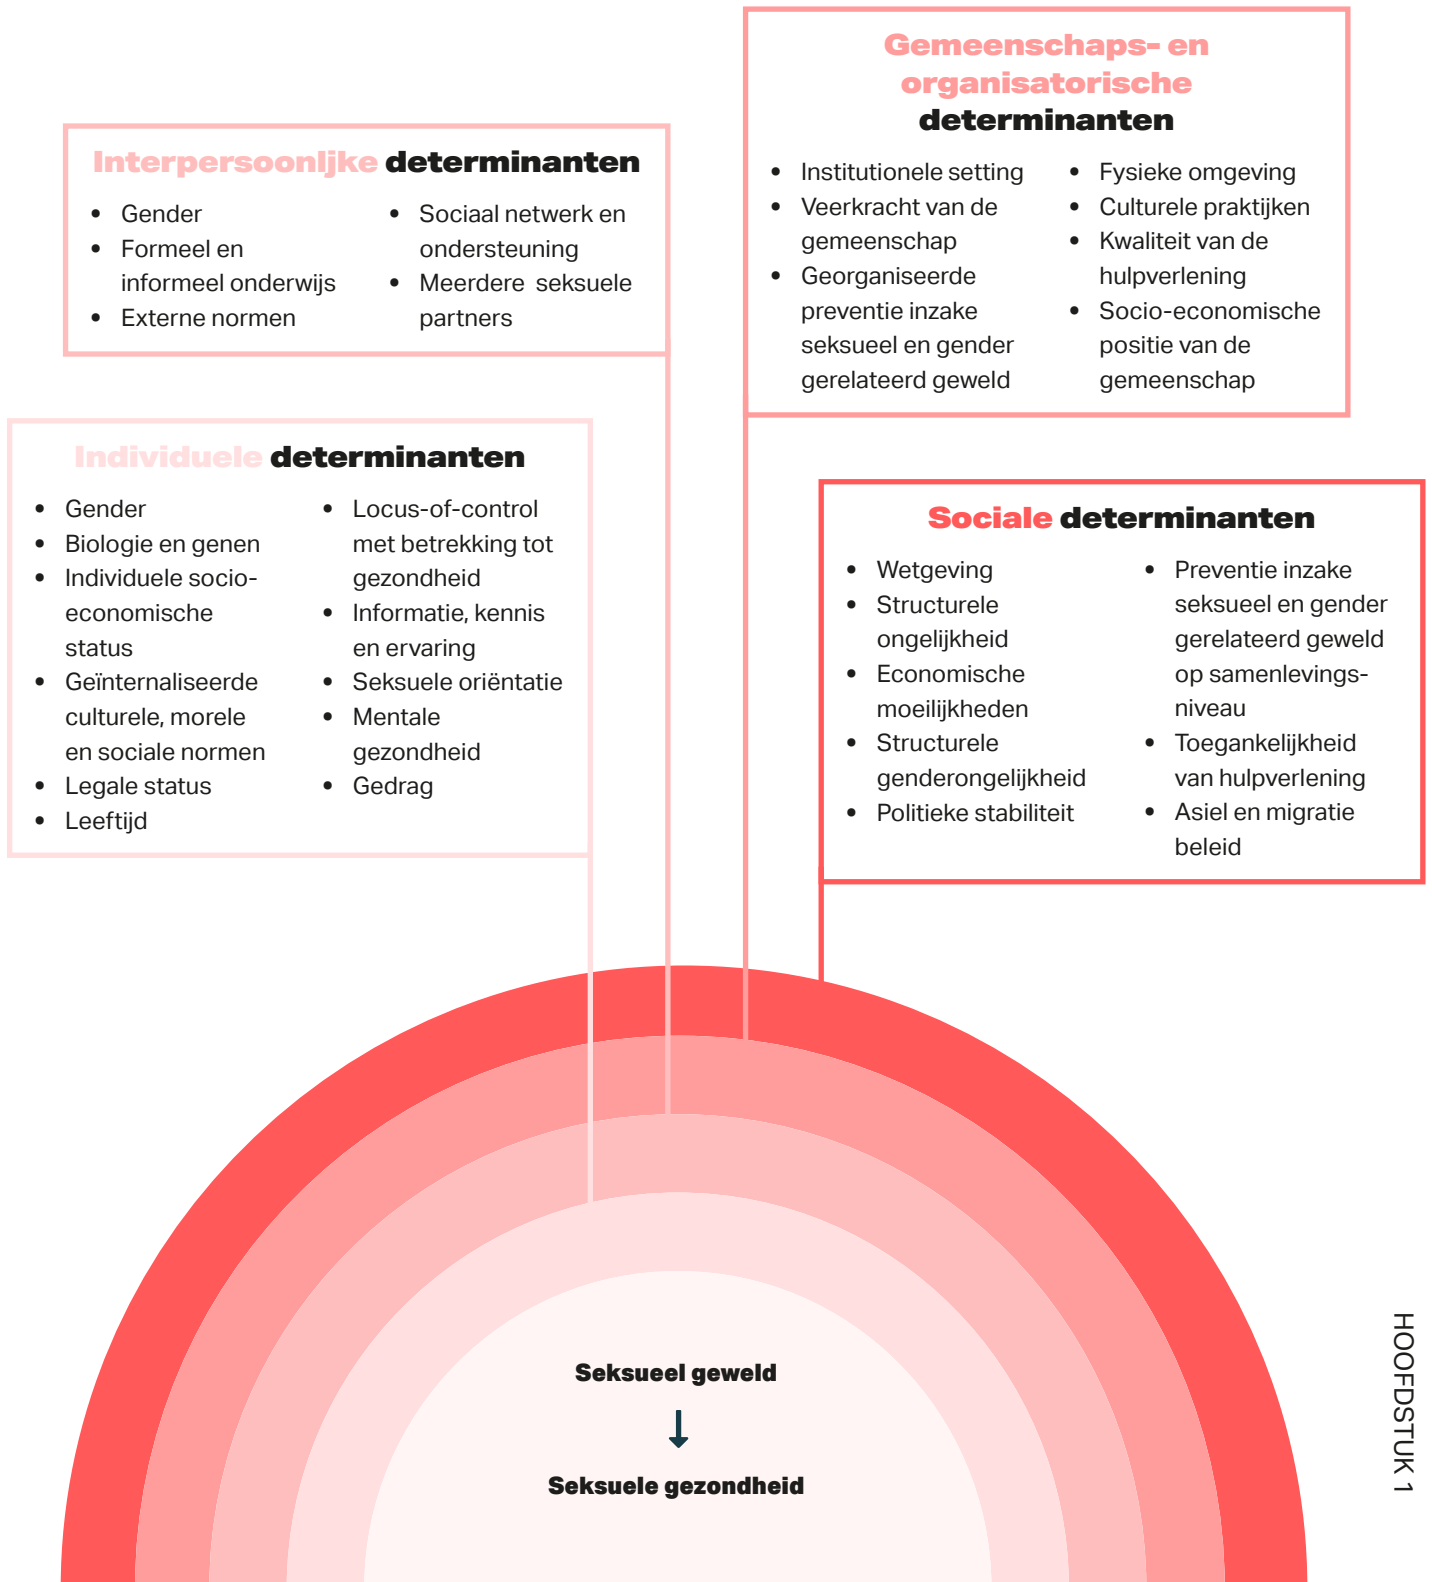 Gemeenschaps- en
organisatorische
determinanten
• Institutionele setting
• Veerkracht van de
gemeenschap
• Georganiseerde
preventie inzake
seksueel en gender
gerelateerd geweld
• Fysieke omgeving
• Culturele praktijken
• Kwaliteit van de
hulpverlening
• Socio-economische
positie van de
gemeenschap
Interpersoonljke determinanten
• Gender
• Formeel en
informeel onderwijs
• Externe normen
• Sociaal netwerk en
ondersteuning
• Meerdere seksuele
partners
Individuele determinanten
• Gender
• Biologie en genen
• Individuele socio-
economische
status
• Geïnternaliseerde
culturele, morele
en sociale normen
• Legale status
• Leeftijd
• Locus-of-control
met betrekking tot
gezondheid
• Informatie, kennis
en ervaring
• Seksuele oriëntatie
• Mentale
gezondheid
• Gedrag
Sociale determinanten
• Wetgeving
• Structurele
ongelijkheid
• Economische
moeilijkheden
• Structurele
genderongelijkheid
• Politieke stabiliteit
• Preventie inzake
seksueel en gender
gerelateerd geweld
op samenlevings-
niveau
• Toegankelijkheid
van hulpverlening
• Asiel en migratie
beleid
Seksueel geweld
↓
Seksuele gezondheid
HOOFDSTUK 1